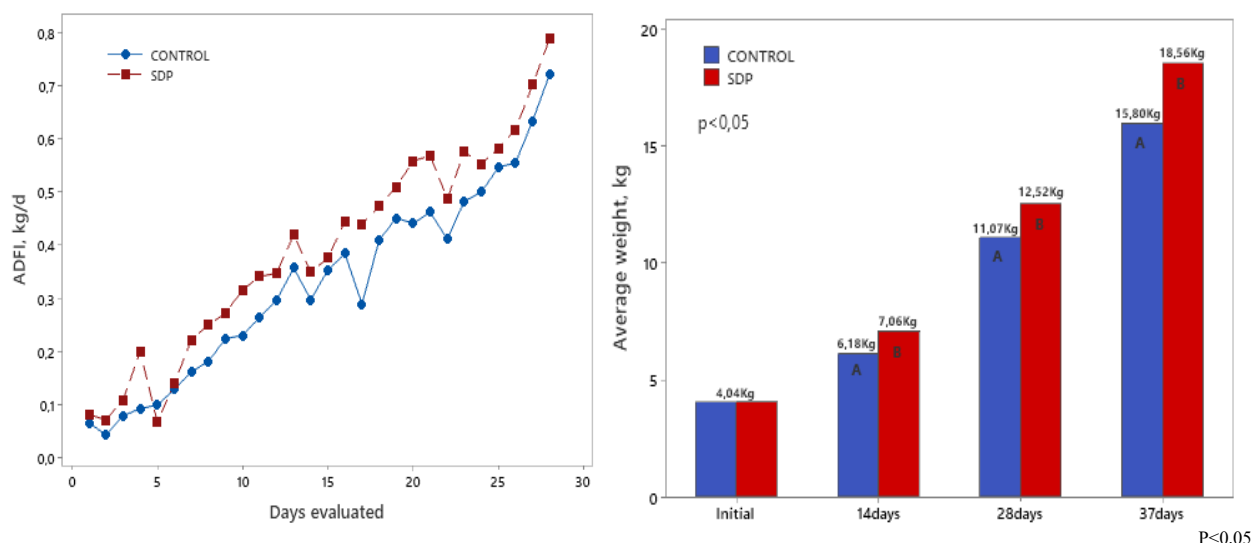 0,8
0,7
0,6
0,5
0,4
0,3
0,2
0,1
0,0
ADFI, kg/d
CONTROL
SDP
0
5
10
15
20
25
30
Days evaluated
20
15
10
5
0
Average weight, kg
CONTROL
SDP
p<0,05
4,04Kg
6,18Kg
7,06Kg
11,07Kg
12,52Kg
15,80Kg
18,56Kg
A
B
A
B
A
B
Initial
14days
28days
37days
P<0,05